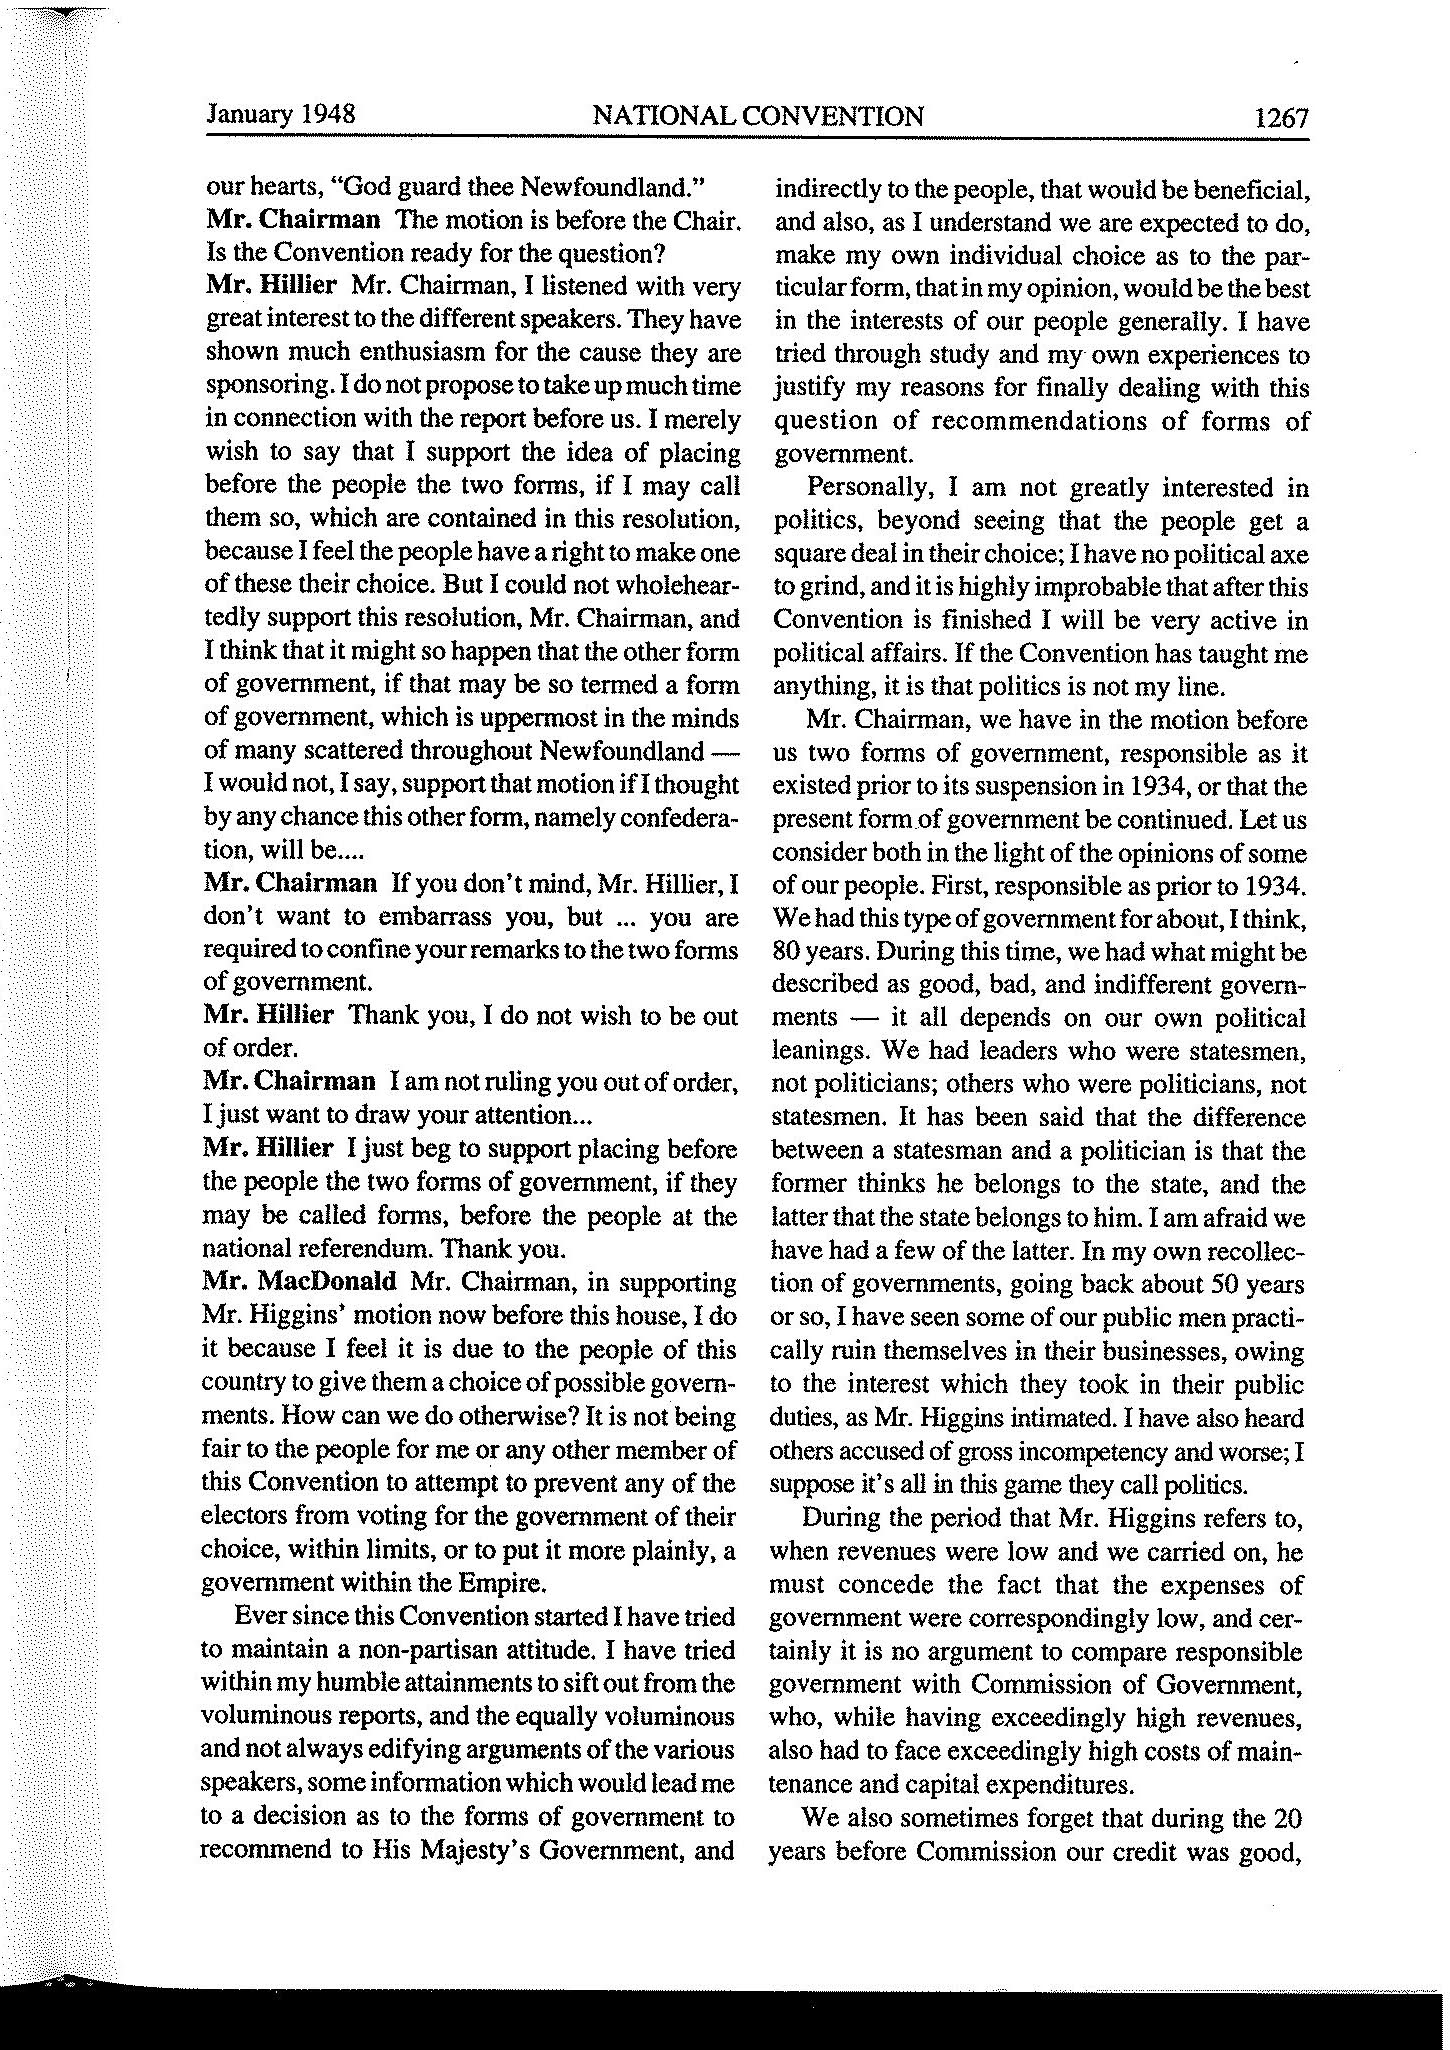 January 1948
NATIONAL CONVENTION
1267
our hearts, “God guard thee Newfoundland.”
Mr. Chairman The motion is before the Chair.
Is the Convention ready for the question?
Mr. Hillier Mr. Chairman, I listened with very
great interest to the different speakers. They have
shown much enthusiasm for the cause they are
sponsoring. I do not propose to take up much time
in connection with the report before us. I merely
wish to say that I support the idea of placing
before the people the two forms, if I may call
them so, which are contained in this resolution,
because I feel the people have a right to make one
of these their choice. But I could not wholehear-
tedly support this resolution, Mr. Chairman, and
I think that it might so happen that the other form
of government, if that may be so termed a form
of government, which is uppermost in the minds
of many scattered throughout Newfoundland —
I would not, I say, support that motion if I thought
by any chance this other form, namely confedera-
tion, will be....
Mr. Chairman If you don't mind, Mr. Hillier, I
don't want to embarrass you, but ... you are
required to confine your remarks to the two forms
of government.
Mr. Hillier Thank you, I do not wish to be out
of order.
Mr. Chairman I am not ruling you out of order,
I just want to draw your attention...
Mr. Hillier I just beg to support placing before
the people the two forms of government, if they
may be called forms, before the people at the
national referendum. Thank you.
Mr. MacDonald Mr. Chairman, in supporting
Mr. Higgins' motion now before this house, I do
it because I feel it is due to the people of this
country to give them a choice of possible govern-
ments. How can we do otherwise? It is not being
fair to the people for me or any other member of
this Convention to attempt to prevent any of the
electors from voting for the government of their
choice, within limits, or to put it more plainly, a
government within the Empire.
Ever since this Convention started I have tried
to maintain a non-partisan attitude. I have tried
within my humble attainments to sift out from the
voluminous reports, and the equally voluminous
and not always edifying arguments of the various
speakers, some information which would lead me
to a decision as to the forms of government to
recommend to His Majesty's Government, and
indirectly to the people, that would be beneficial,
and also, as I understand we are expected to do,
make my own individual choice as to the par-
ticular form, that in my opinion, would be the best
in the interests of our people generally. I have
tried through study and my own experiences to
justify my reasons for finally dealing with this
question of recommendations of forms of
government.
Personally, I am not greatly interested in
politics, beyond seeing that the people get a
square deal in their choice; I have no political axe
to grind, and it is highly improbable that after this
Convention is finished I will be very active in
political affairs. If the Convention has taught me
anything, it is that politics is not my line.
Mr. Chairman, we have in the motion before
us two forms of government, responsible as it
existed prior to its suspension in 1934, or that the
present form of government be continued. Let us
consider both in the light of the opinions of some
of our people. First, responsible as prior to 1934.
We had this type of government for about, I think,
80 years. During this time, we had what might be
described as good, bad, and indifferent govern-
ments — it all depends on our own political
leanings. We had leaders who were statesmen,
not politicians; others who were politicians, not
statesmen. It has been said that the difference
between a statesman and a politician is that the
former thinks he belongs to the state, and the
latter that the state belongs to him. I am afraid we
have had a few of the latter. In my own recollec-
tion of governments, going back about 50 years
or so, I have seen some of our public men practi-
cally ruin themselves in their businesses, owing
to the interest which they took in their public
duties, as Mr. Higgins intimated. I have also heard
others accused of gross incompetency and worse; I
suppose it's all in this game they call politics.
During the period that Mr. Higgins refers to,
when revenues were low and we carried on, he
must concede the fact that the expenses of
government were correspondingly low, and cer-
tainly it is no argument to compare responsible
government with Commission of Government,
who, while having exceedingly high revenues,
also had to face exceedingly high costs of main-
tenance and capital expenditures.
We also sometimes forget that during the 20
years before Commission our credit was good,